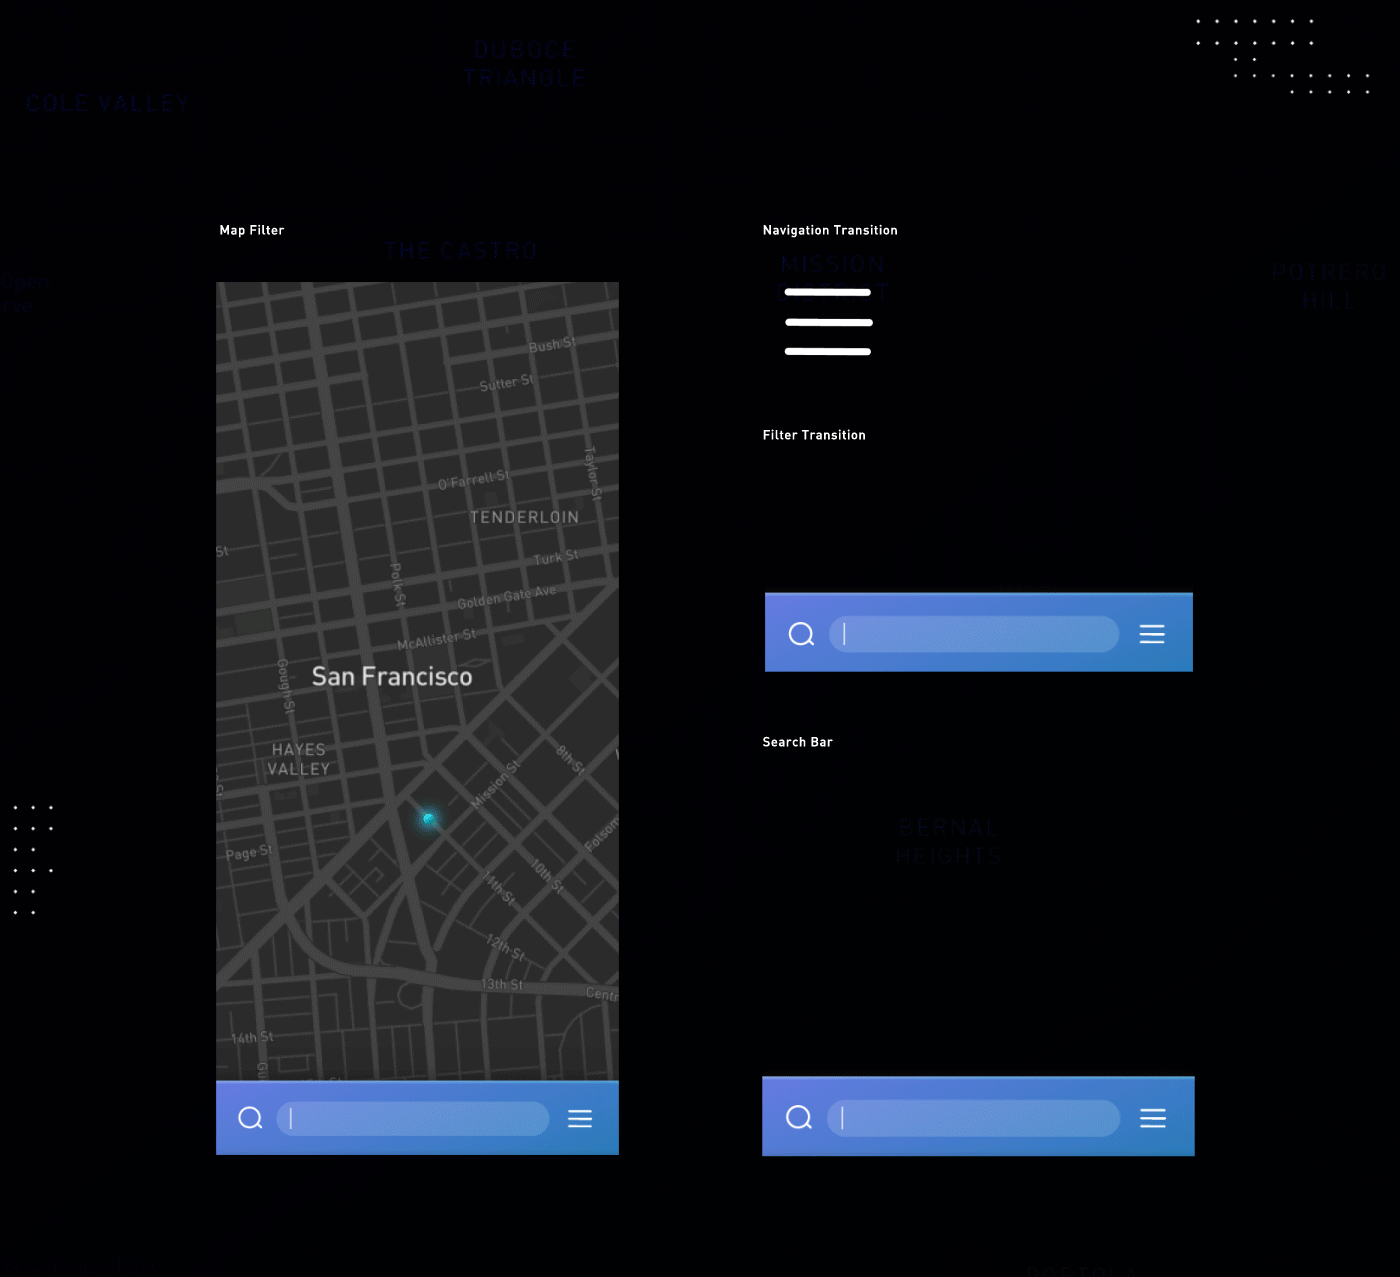 DUBOCE
TRIANGLE
COLE VALLEY
Map Filter
THE CASTRO
Open
Bush St
Sutter St
Taylor St
O'Farrell St
TENDERLOIN
St
Turk St
Polk St
Golden Gate Ave
McAllister St
San Francisco
Gough St
HAYES
VALLEY
8th St
Mission St
Folsom
Page St
10th St
11th St
12th St
13th St
Centr
14th St
Navigation Transition
MISSION
POTRERO
HILL
Filter Transition
Search Bar
BERNAL
HEIGHTS